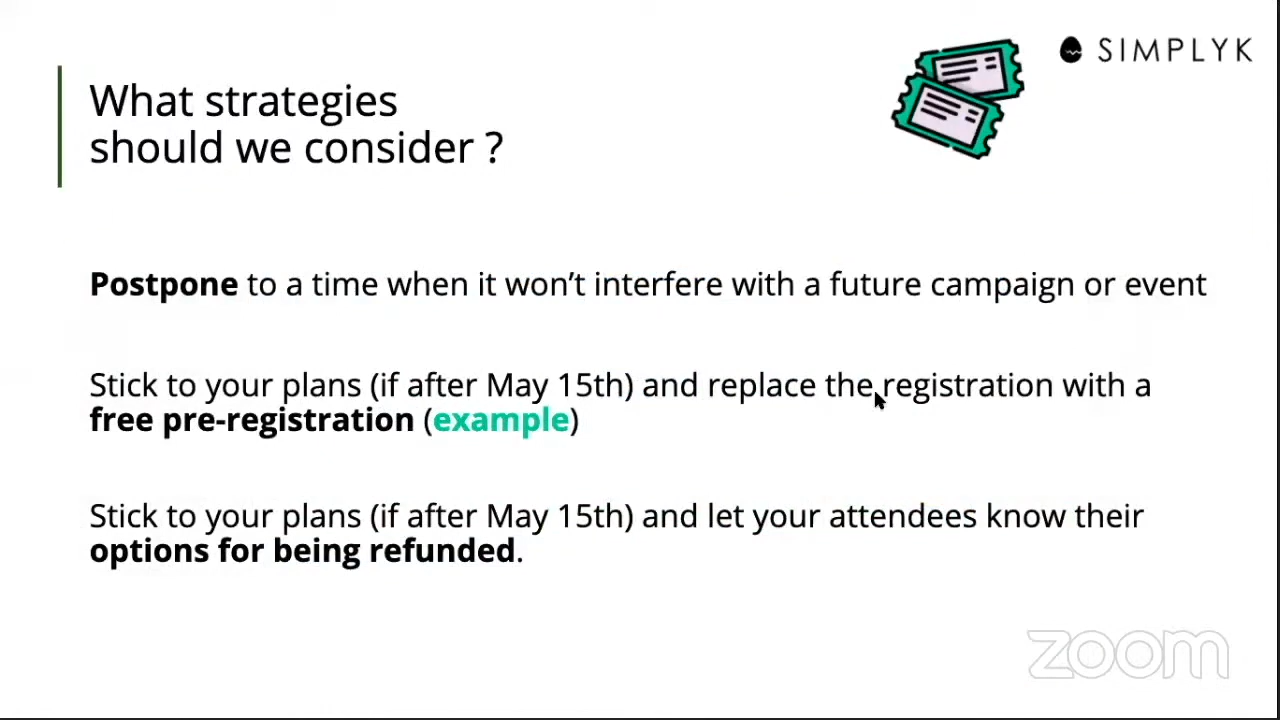 SIMPLYK
What strategies
should we consider ?
Postpone to a time when it won't interfere with a future campaign or event
Stick to your plans (if after May 15th) and replace the registration with a
free pre-registration (example)
Stick to your plans (if after May 15th) and let your attendees know their
options for being refunded.
zoom